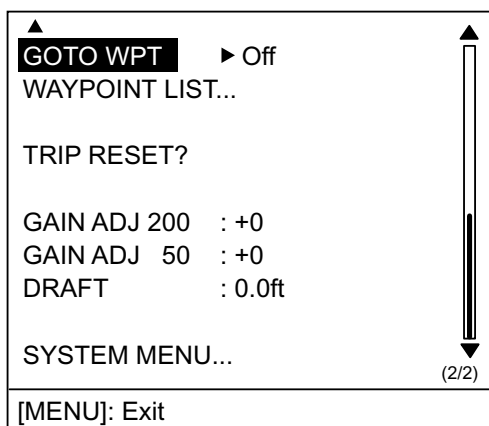 ▲
GOTO WPT ▶ Off
WAYPOINT LIST...
TRIP RESET?
GAIN ADJ 200 : +0
GAIN ADJ 50 : +0
DRAFT : 0.0ft
SYSTEM MENU...
(2/2)
[MENU]: Exit